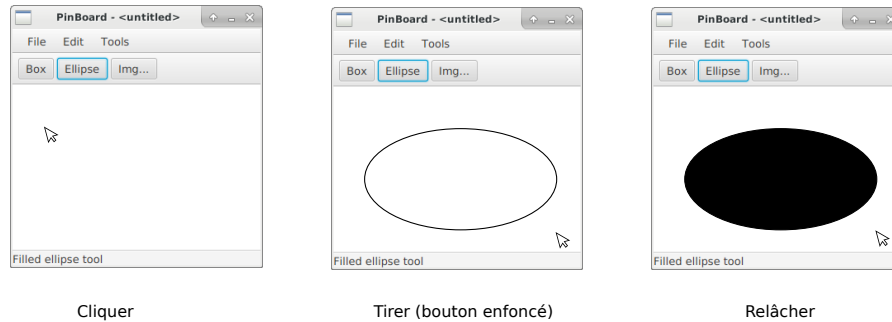 PinBoard - <untitled>
File Edit Tools
Box Ellipse Img...
Filled ellipse tool
Cliquer
PinBoard - <untitled>
File Edit Tools
Box Ellipse Img...
Filled ellipse tool
Tirer (bouton enfoncé)
PinBoard - <untitled>
File Edit Tools
Box Ellipse Img...
Filled ellipse tool
Relâcher